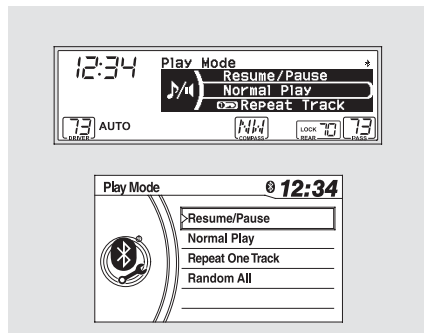 12:34
Play Mode
Resume/Pause
Normal Play
Repeat Track
73 AUTO NW LOCK 70 73
DRIVER COMPASS REAR PASS.
Play Mode 12:34
Resume/Pause
Normal Play
Repeat One Track
Random All